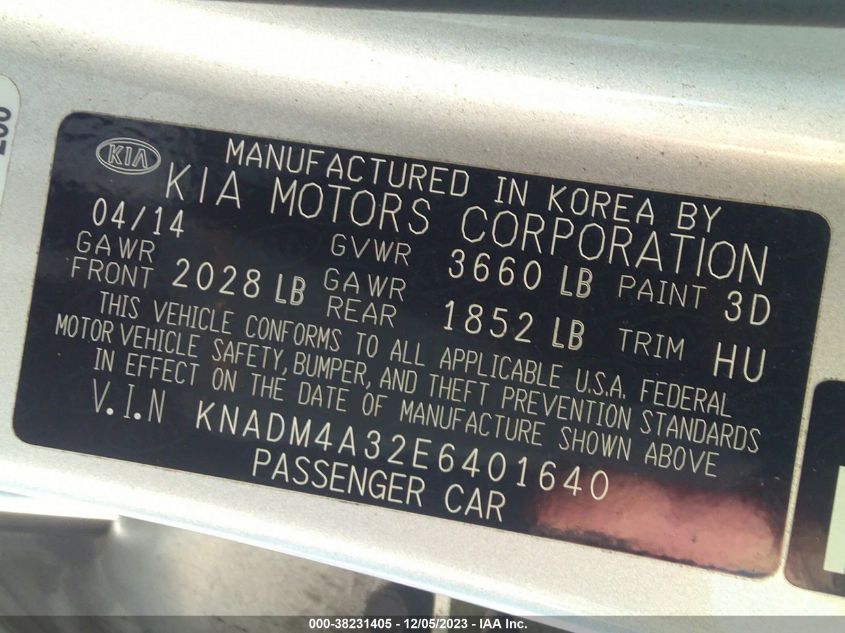 KIA
MANUFACTURED IN KOREA BY
KIA MOTORS CORPORATION
04/14
GAWR FRONT 2028 LB
GVWR 3660 LB
GAWR REAR 1852 LB
PAINT 3D
TRIM HU
THIS VEHICLE CONFORMS TO ALL APPLICABLE U.S.A. FEDERAL
MOTOR VEHICLE SAFETY, BUMPER, AND THEFT PREVENTION STANDARDS
IN EFFECT ON THE DATE OF MANUFACTURE SHOWN ABOVE
V.I.N KNADM4A32E6401640
PASSENGER CAR
000-38231405 - 12/05/2023 - IAA Inc.